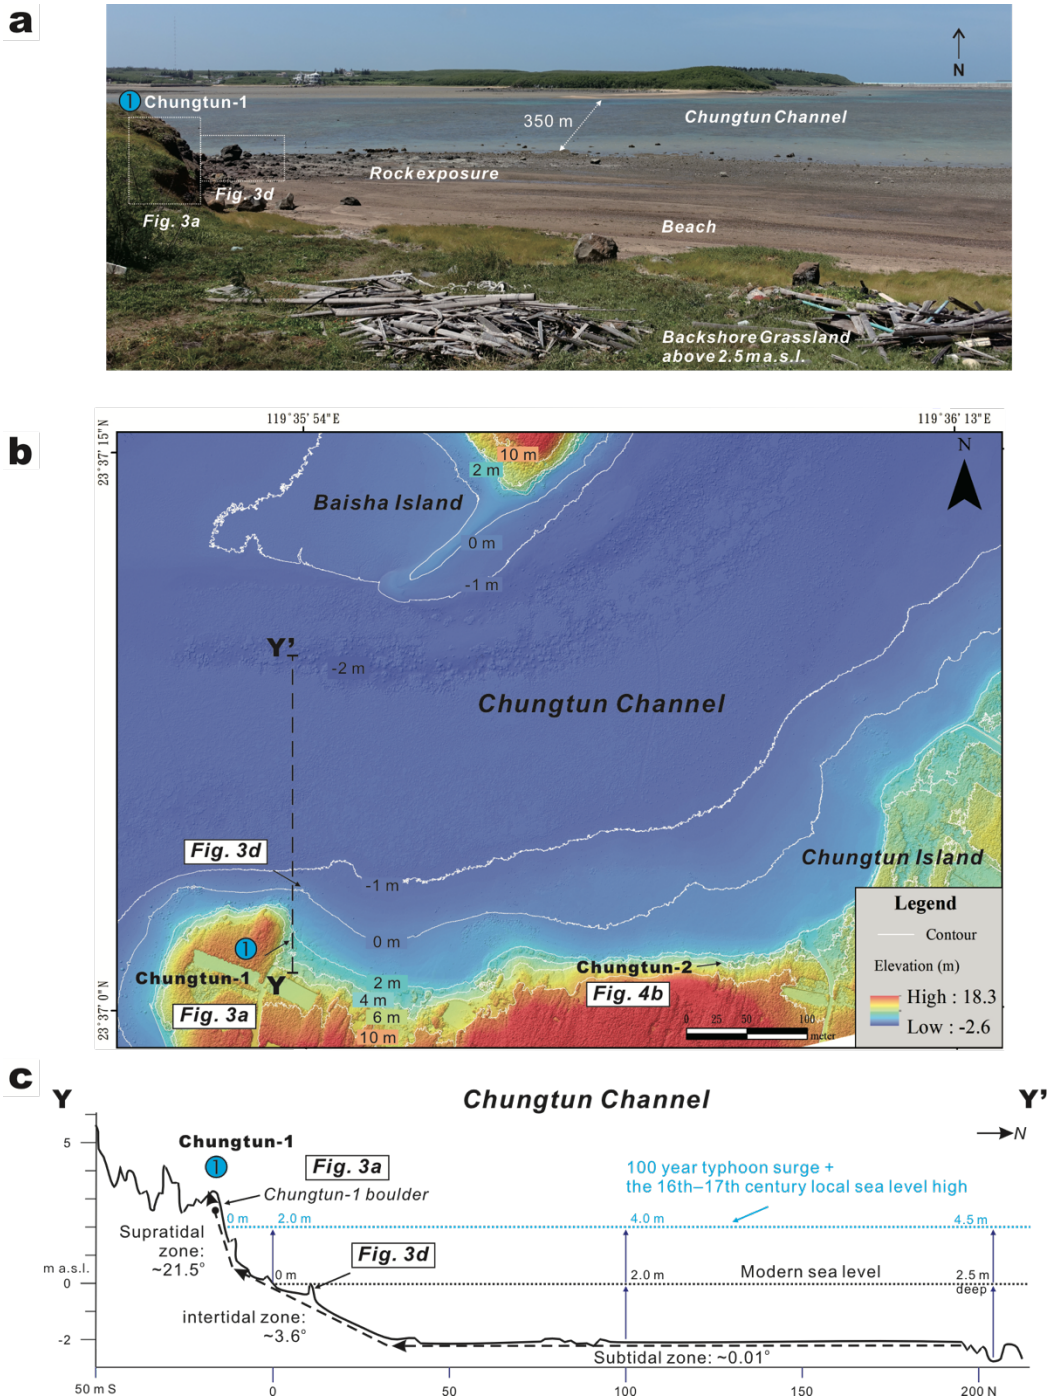 a
N
1 Chungtun-1
350 m
Chungtun Channel
Rock exposure
Fig. 3d
Fig. 3a
Beach
Backshore Grassland
above 2.5m a.s.l.
b
119°35'54"E
119°36'13"E
23°37'15"N
N
10 m
2 m
Baisha Island
0 m
-1 m
Y'
-2 m
Chungtun Channel
Fig. 3d
Chungtun Island
-1 m
Legend
Contour
1
0 m
Chungtun-1
Y
Chungtun-2
Elevation (m)
2 m
Fig. 4b
High : 18.3
4 m
Fig. 3a
6 m
Low : -2.6
23°37'0"N
10 m
0 25 50 100
meter
c
Y
Chungtun Channel
Y'
N
Chungtun-1
5
1
Fig. 3a
100 year typhoon surge +
the 16th–17th century local sea level high
Chungtun-1 boulder
0 m 2.0 m
4.0 m
4.5 m
Supratidal
zone:
~21.5°
Fig. 3d
m a.s.l.
0
0 m
2.0 m
Modern sea level
2.5 m
deep
intertidal zone:
~3.6°
-2
Subtidal zone: ~0.01°
50 m S 0 50 100 150 200 N